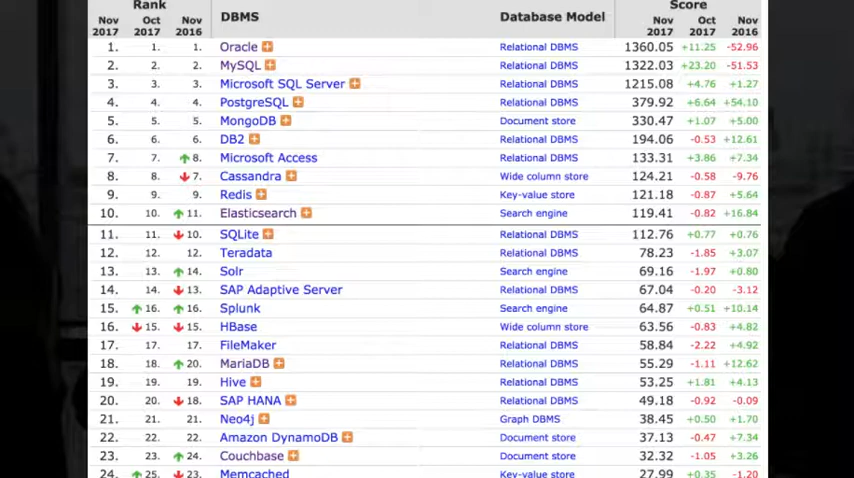 Rank Score
Nov 2017 Oct 2017 Nov 2016 DBMS Database Model Nov 2017 Oct 2017 Nov 2016
1. 1. 1. Oracle Relational DBMS 1360.05 +11.25 -52.96
2. 2. 2. MySQL Relational DBMS 1322.03 +23.20 -51.53
3. 3. 3. Microsoft SQL Server Relational DBMS 1215.08 +4.76 +1.27
4. 4. 4. PostgreSQL Relational DBMS 379.92 +6.64 +54.10
5. 5. 5. MongoDB Document store 330.47 +1.07 +5.00
6. 6. 6. DB2 Relational DBMS 194.06 -0.53 +12.61
7. 7. 8. Microsoft Access Relational DBMS 133.31 +3.86 +7.34
8. 8. 7. Cassandra Wide column store 124.21 -0.58 -9.76
9. 9. 9. Redis Key-value store 121.18 -0.87 +5.64
10. 10. 11. Elasticsearch Search engine 119.41 -0.82 +16.84
11. 11. 10. SQLite Relational DBMS 112.76 +0.77 +0.76
12. 12. 12. Teradata Relational DBMS 78.23 -1.85 +3.07
13. 13. 14. Solr Search engine 69.16 -1.97 +0.80
14. 14. 13. SAP Adaptive Server Relational DBMS 67.04 -0.20 -3.12
15. 16. 16. Splunk Search engine 64.87 +0.51 +10.14
16. 15. 15. HBase Wide column store 63.56 -0.83 +4.82
17. 17. 17. FileMaker Relational DBMS 58.84 -2.22 +4.92
18. 18. 20. MariaDB Relational DBMS 55.29 -1.11 +12.62
19. 19. 19. Hive Relational DBMS 53.25 +1.81 +4.13
20. 20. 18. SAP HANA Relational DBMS 49.18 -0.92 -0.09
21. 21. 21. Neo4j Graph DBMS 38.45 +0.50 +1.70
22. 22. 22. Amazon DynamoDB Document store 37.13 -0.47 +7.34
23. 23. 24. Couchbase Document store 32.32 -1.05 +3.26
24. 25. 23. Memcached Key-value store 27.99 +0.35 -1.20